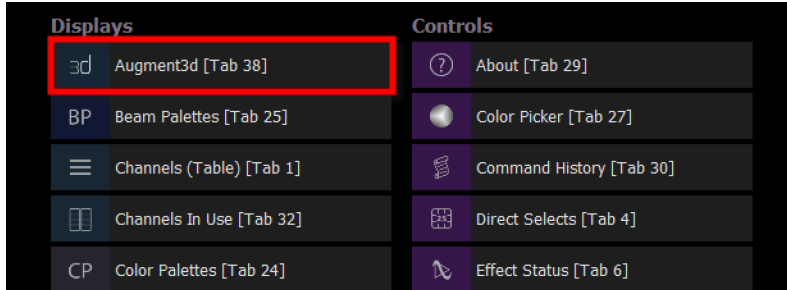 Displays
3d Augment3d [Tab 38]
BP Beam Palettes [Tab 25]
Channels (Table) [Tab 1]
Channels In Use [Tab 32]
CP Color Palettes [Tab 24]
Controls
? About [Tab 29]
Color Picker [Tab 27]
Command History [Tab 30]
25 Direct Selects [Tab 4]
Effect Status [Tab 6]